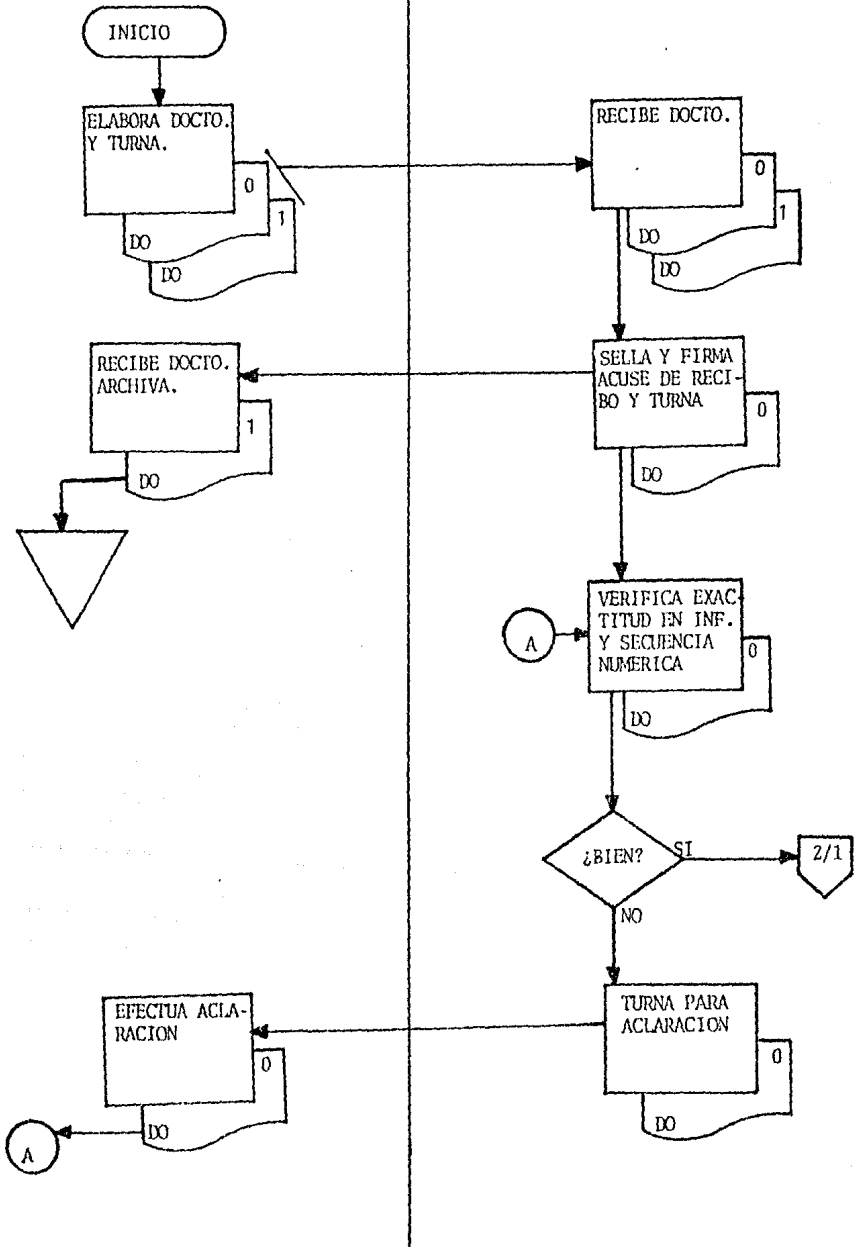 INICIO
ELABORA DOCTO.
Y TURNA.
0
1
DO
DO
RECIBE DOCTO.
0
1
DO
DO
RECIBE DOCTO.
ARCHIVA.
1
DO
SELLA Y FIRMA
ACUSE DE RECI-
BO Y TURNA
0
DO
A
VERIFICA EXAC-
TITUD EN INF.
Y SECUENCIA
NUMERICA
0
DO
¿BIEN?
SI
2/1
NO
EFECTUA ACLA-
RACION
0
DO
A
TURNA PARA
ACLARACION
0
DO